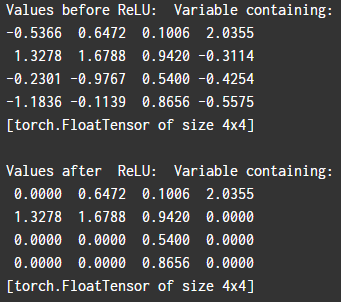 Values before ReLU:  Variable containing:
-0.5366  0.6472  0.1006  2.0355
 1.3278  1.6788  0.9420 -0.3114
-0.2301 -0.9767  0.5400 -0.4254
-1.1836 -0.1139  0.8656 -0.5575
[torch.FloatTensor of size 4x4]

Values after  ReLU:  Variable containing:
 0.0000  0.6472  0.1006  2.0355
 1.3278  1.6788  0.9420  0.0000
 0.0000  0.0000  0.5400  0.0000
 0.0000  0.0000  0.8656  0.0000
[torch.FloatTensor of size 4x4]